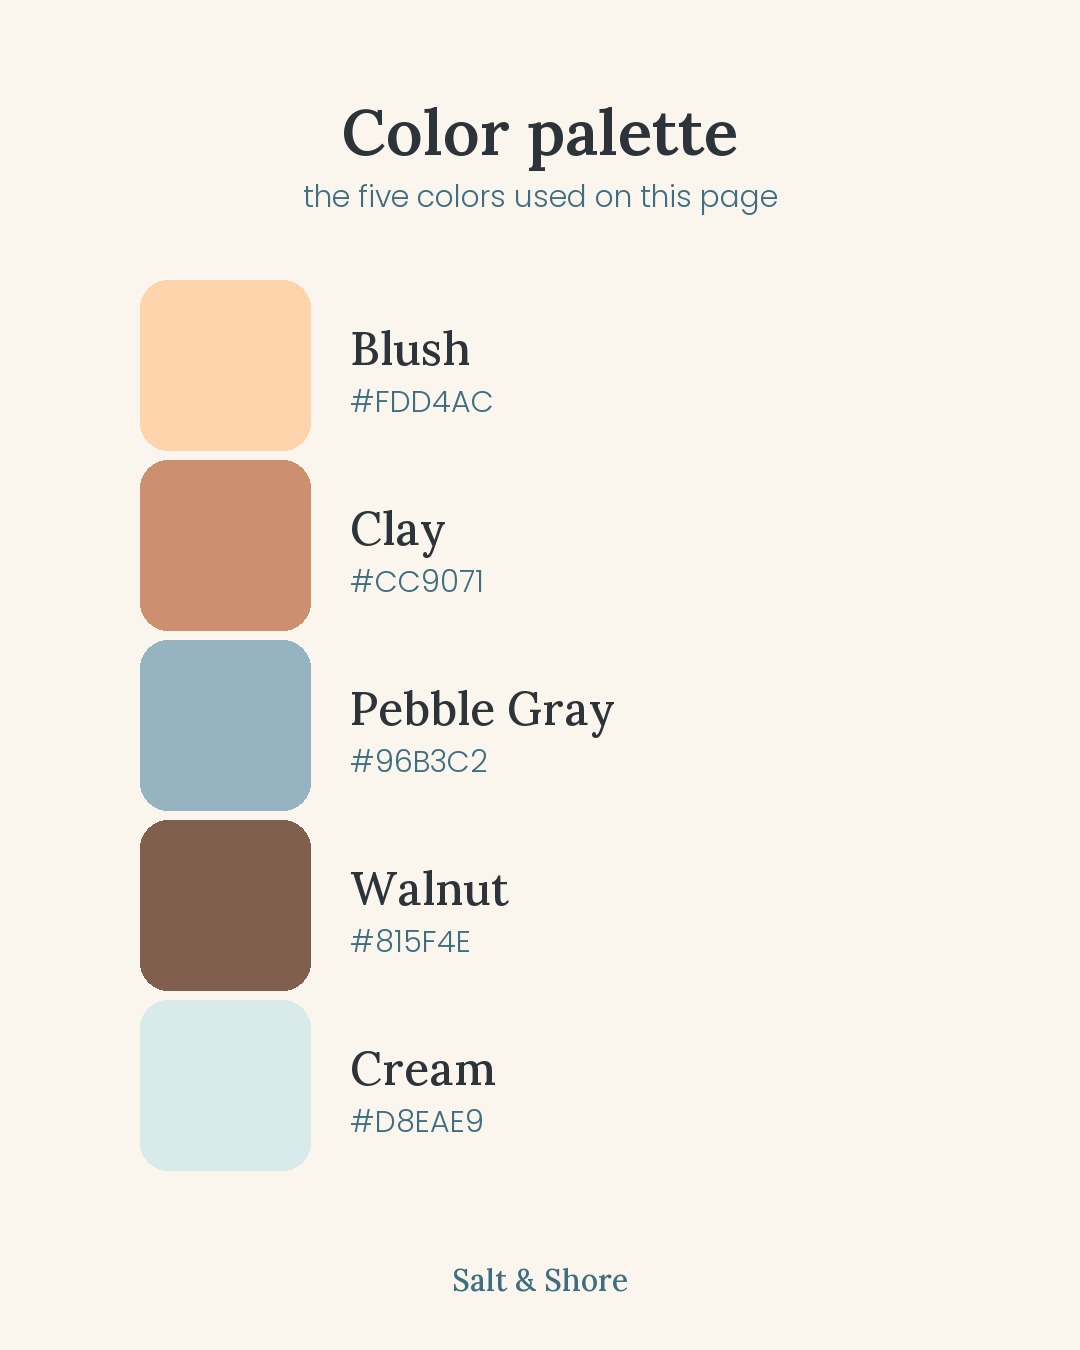 Color palette
the five colors used on this page
Blush
#FDD4AC
Clay
#CC9071
Pebble Gray
#96B3C2
Walnut
#815F4E
Cream
#D8EAE9
Salt & Shore